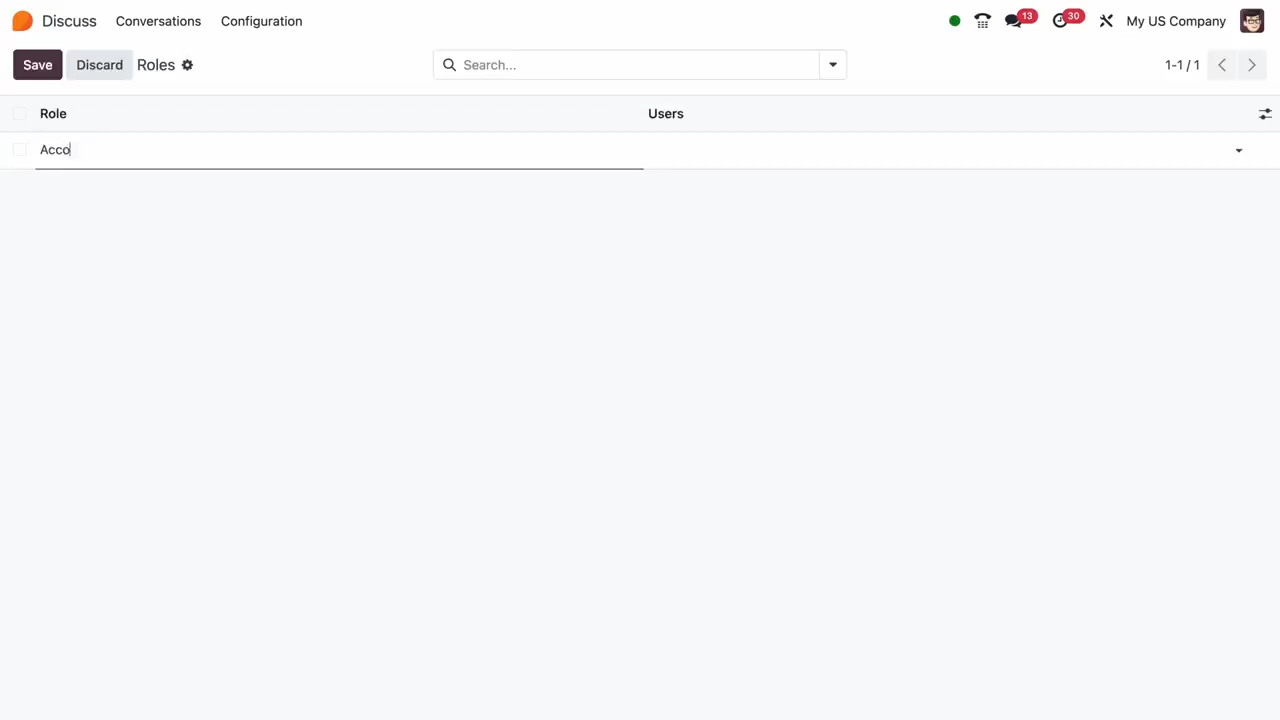 Discuss Conversations Configuration 13 30 My US Company
Save Discard Roles Search... 1-1 / 1
Role Users
Acco